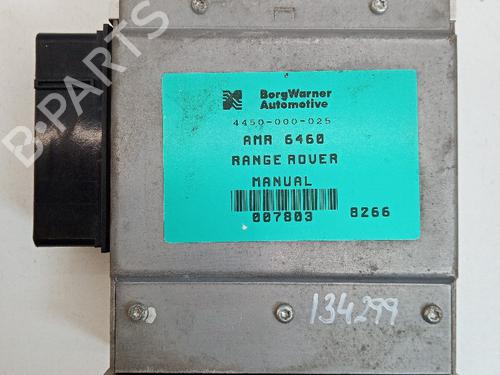 B-PARTS
BorgWarner
Automotive
4450-000-025
AMR 6460
RANGE ROVER
MANUAL
007803 8266
134299